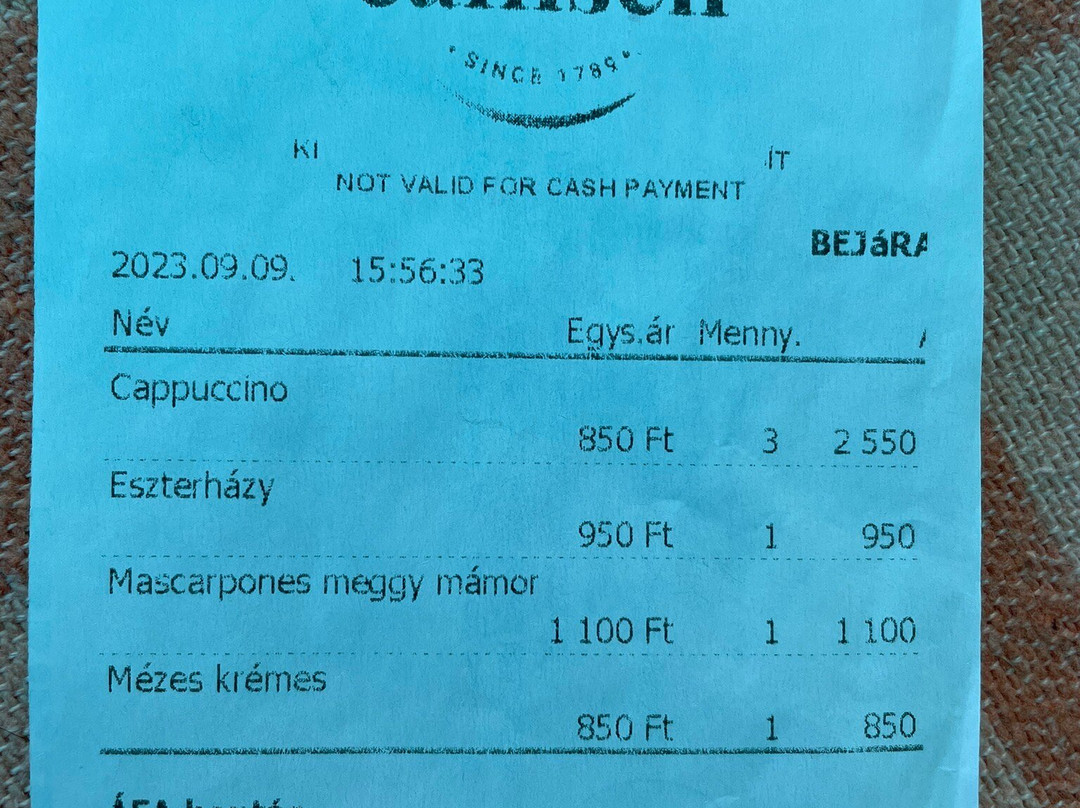 SINCE 1789
KI ÍT
NOT VALID FOR CASH PAYMENT
BEJáRA
2023.09.09. 15:56:33
Név Egys.ár Menny.
Cappuccino
850 Ft 3 2 550
Eszterházy
950 Ft 1 950
Mascarpones meggy mámor
1 100 Ft 1 1 100
Mézes krémes
850 Ft 1 850